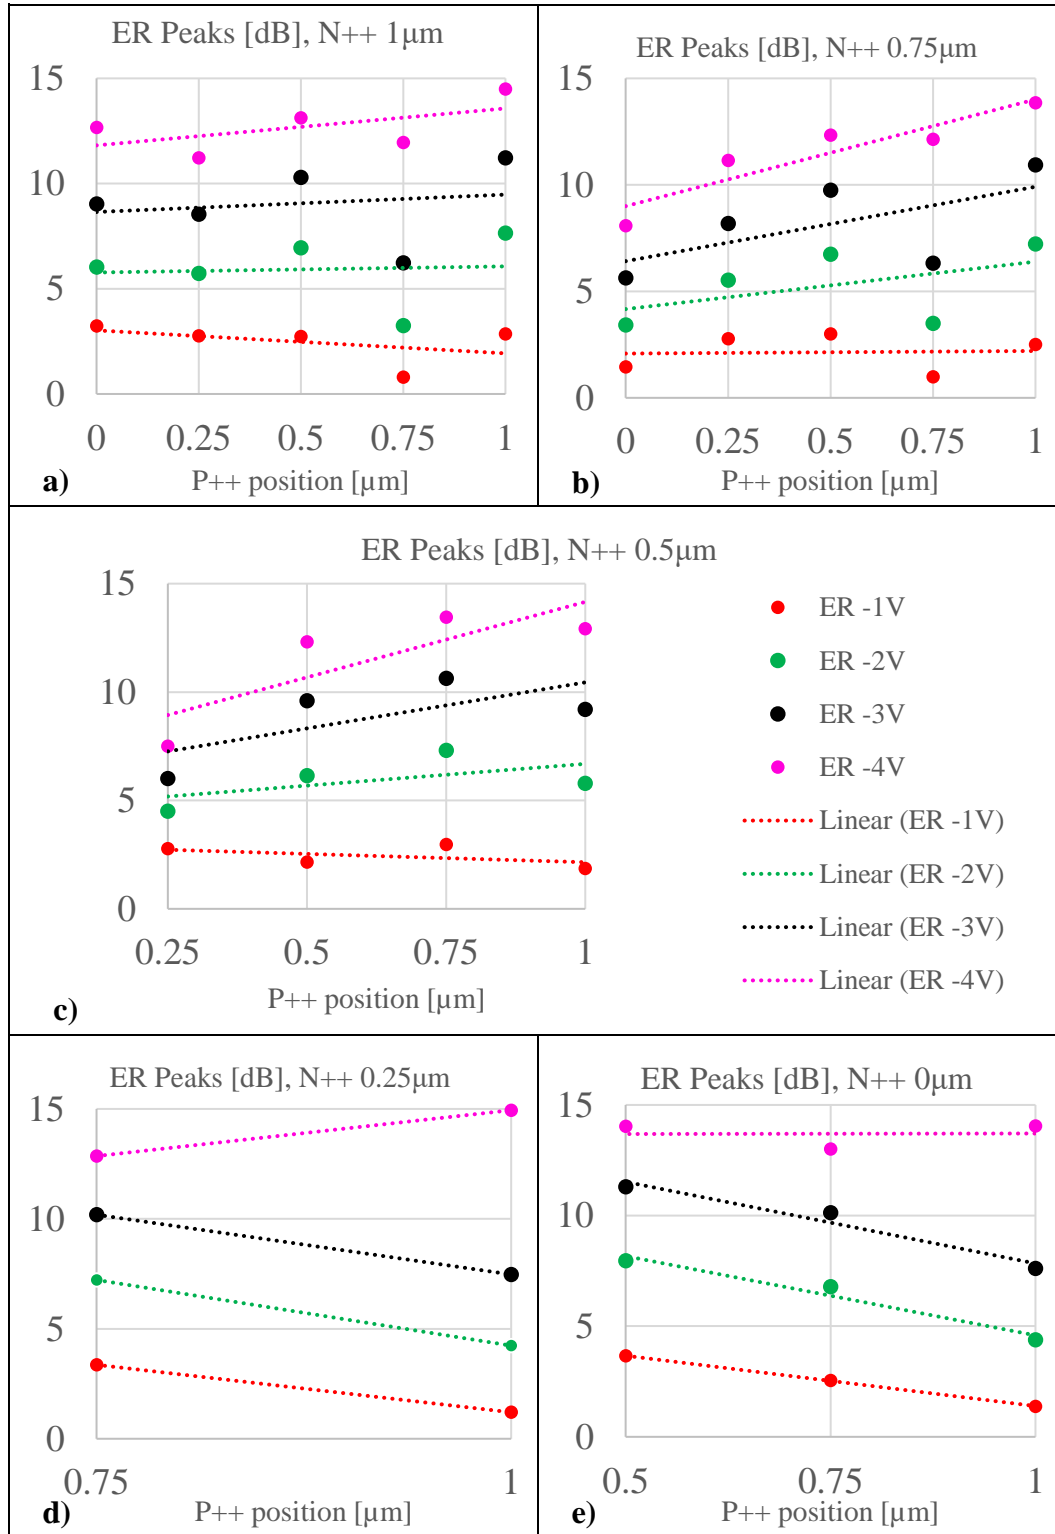 ER Peaks [dB], N++ 1μm
15
10
5
0
0 0.25 0.5 0.75 1
P++ position [μm]
a)
ER Peaks [dB], N++ 0.75μm
15
10
5
0
0 0.25 0.5 0.75 1
P++ position [μm]
b)
ER Peaks [dB], N++ 0.5μm
15
10
5
0
0.25 0.5 0.75 1
P++ position [μm]
c)
ER -1V
ER -2V
ER -3V
ER -4V
Linear (ER -1V)
Linear (ER -2V)
Linear (ER -3V)
Linear (ER -4V)
ER Peaks [dB], N++ 0.25μm
15
10
5
0
0.75 1
P++ position [μm]
d)
ER Peaks [dB], N++ 0μm
15
10
5
0
0.5 0.75 1
P++ position [μm]
e)